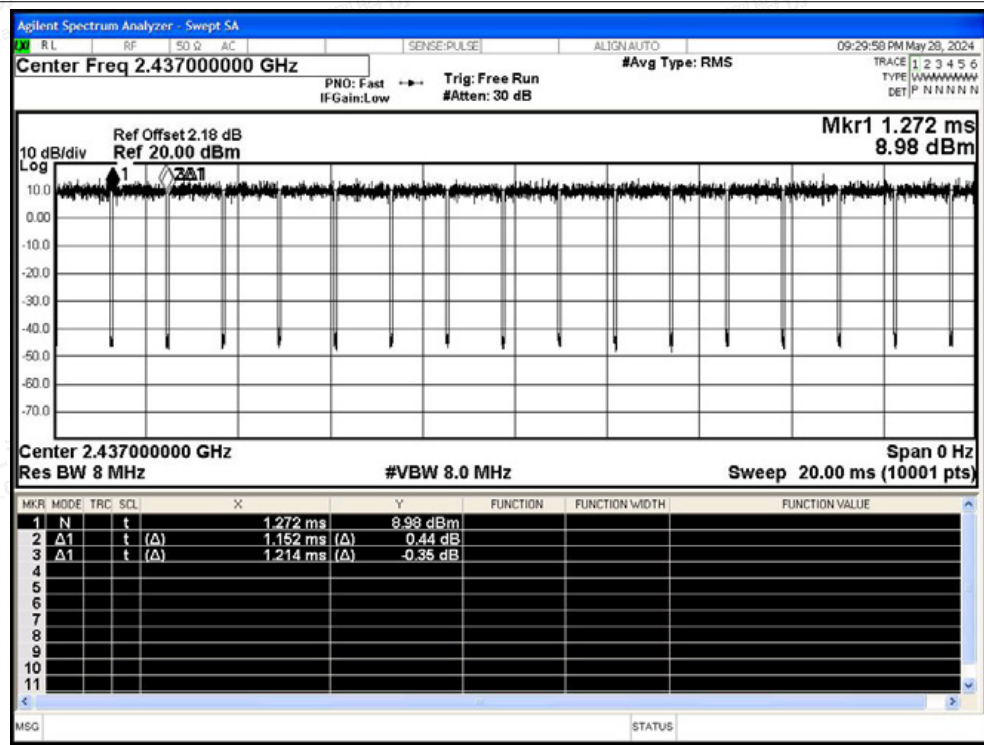 Agilent Spectrum Analyzer - Swept SA
RL RF 50 Ω AC SENSE:PULSE ALIGNAUTO 09:29:58 PM May 28, 2024
Center Freq 2.437000000 GHz #Avg Type: RMS TRACE 1 2 3 4 5 6
PNO: Fast Trig: Free Run TYPE WWWWWW
IFGain:Low #Atten: 30 dB DET P N N N N N
Mkr1 1.272 ms
8.98 dBm
Ref Offset 2.18 dB
10 dB/div Ref 20.00 dBm
Log
1 2Δ1
10.0
0.00
-10.0
-20.0
-30.0
-40.0
-50.0
-60.0
-70.0
Center 2.437000000 GHz Span 0 Hz
Res BW 8 MHz #VBW 8.0 MHz Sweep 20.00 ms (10001 pts)
MKR MODE TRC SCL X Y FUNCTION FUNCTION WIDTH FUNCTION VALUE
1 N t 1.272 ms 8.98 dBm
2 Δ1 t (Δ) 1.152 ms (Δ) 0.44 dB
3 Δ1 t (Δ) 1.214 ms (Δ) -0.35 dB
4
5
6
7
8
9
10
11
MSG STATUS